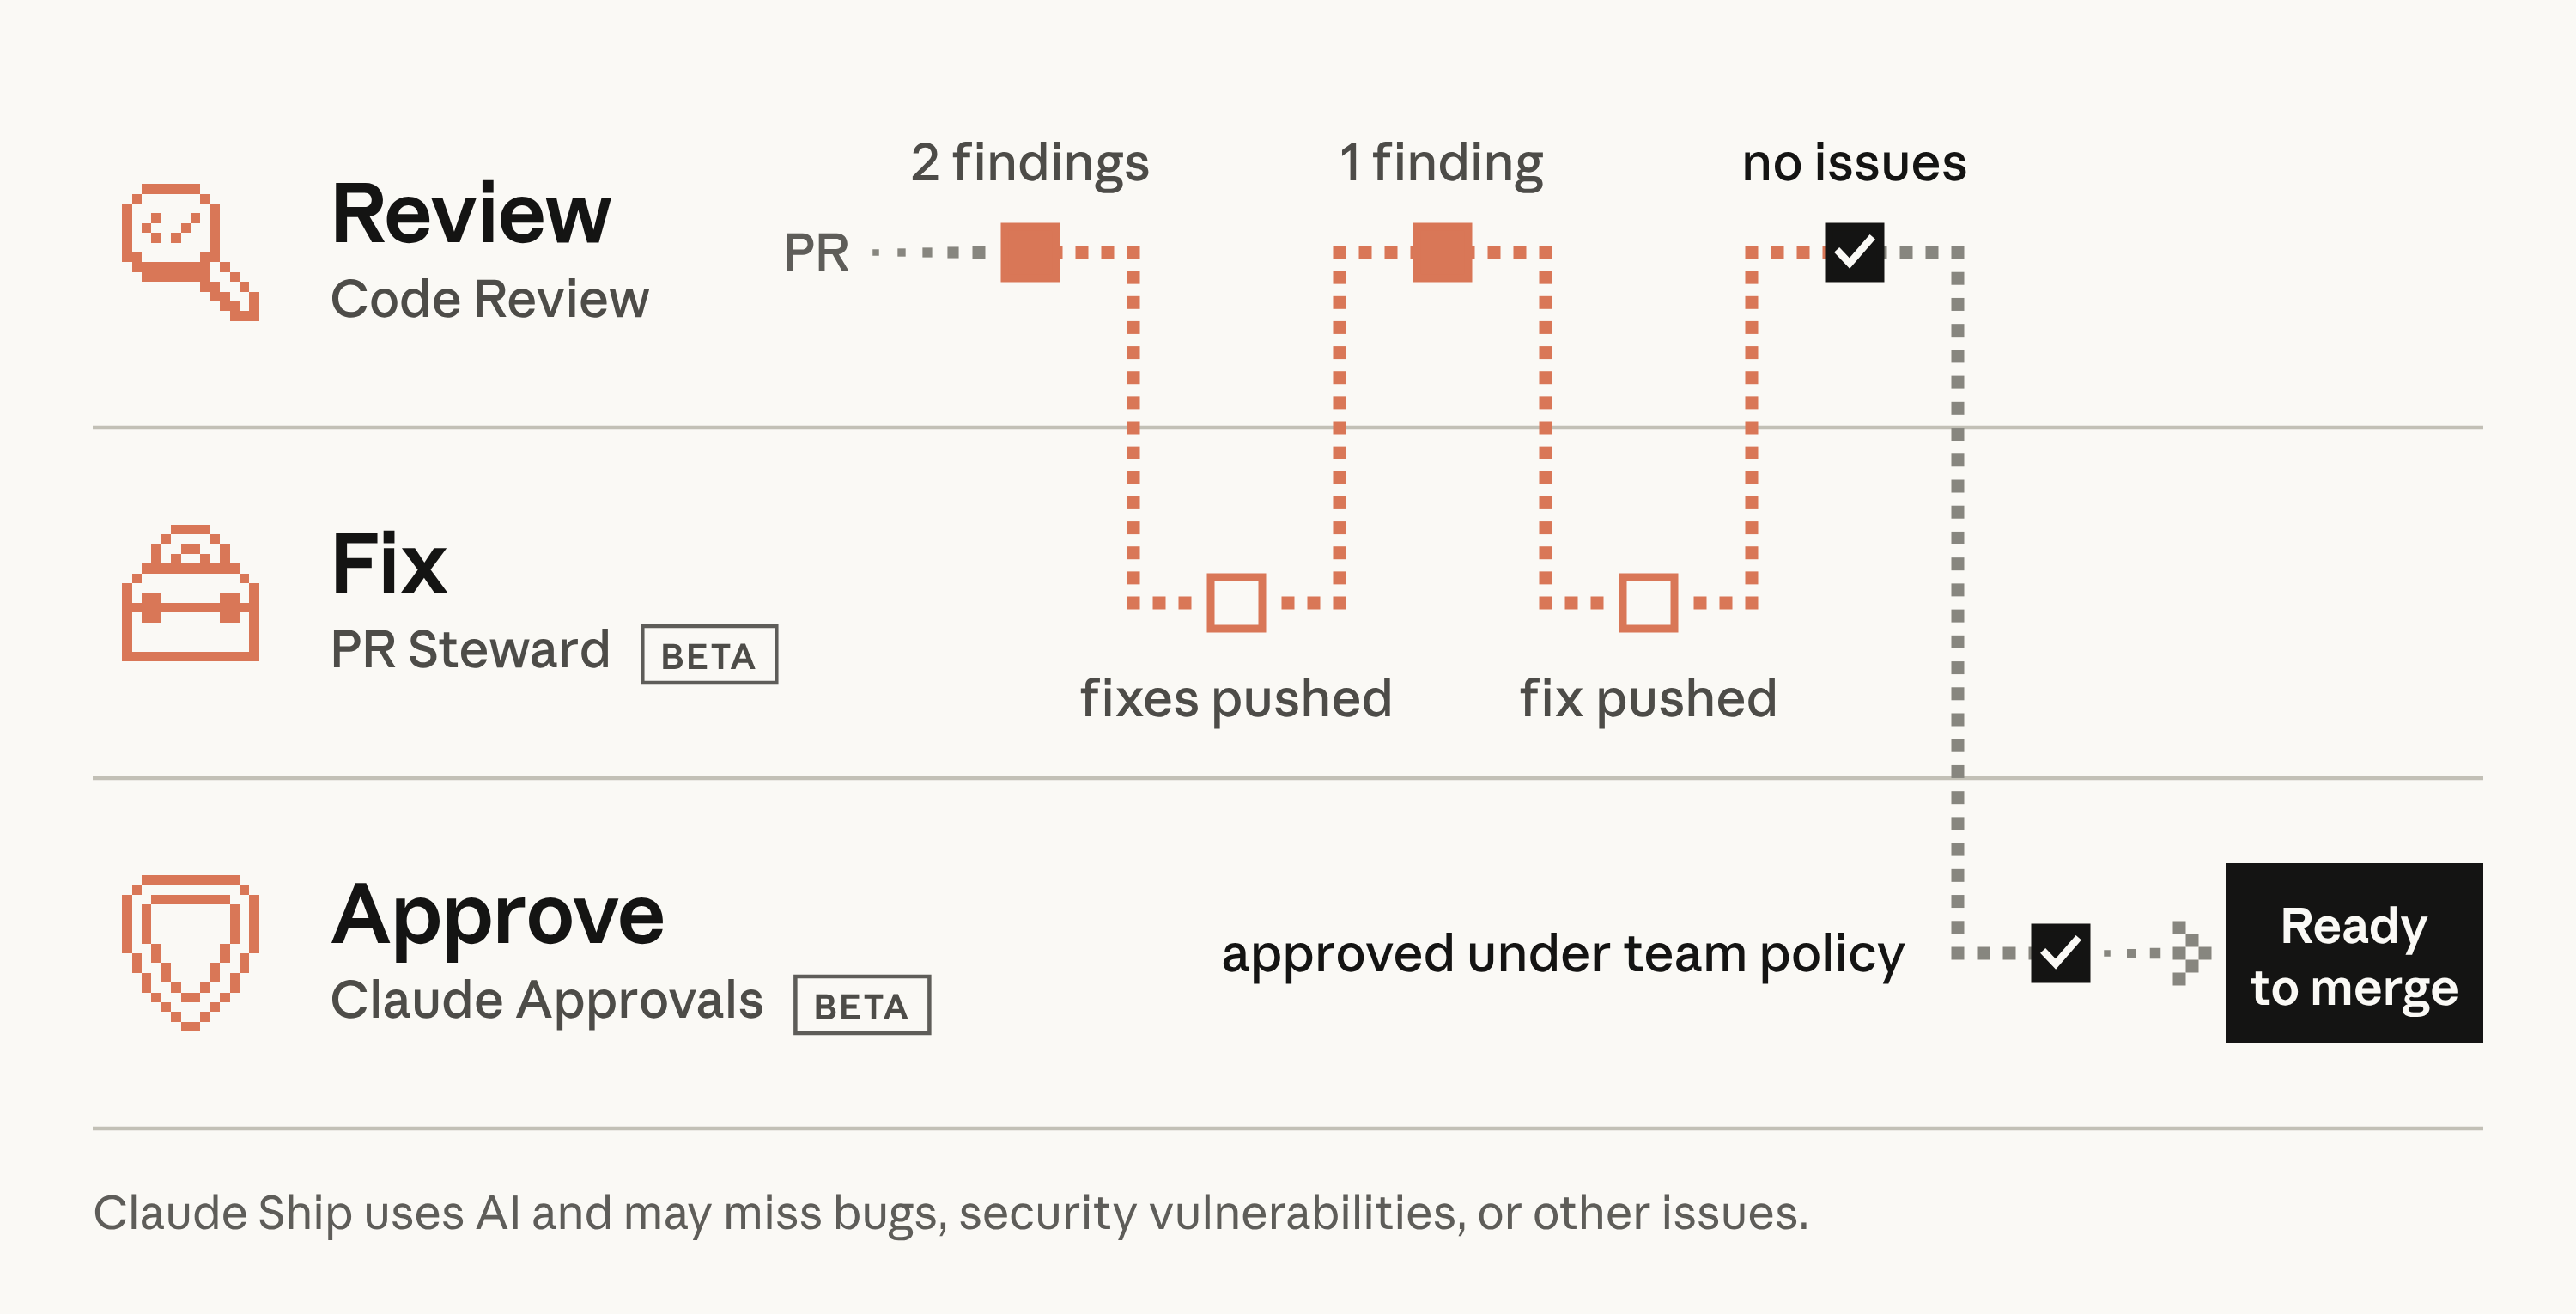 2 findings
1 finding
no issues
Review
PR
Code Review
Fix
PR Steward
BETA
fixes pushed
fix pushed
Approve
approved under team policy
Ready
to merge
Claude Approvals
BETA
Claude Ship uses AI and may miss bugs, security vulnerabilities, or other issues.